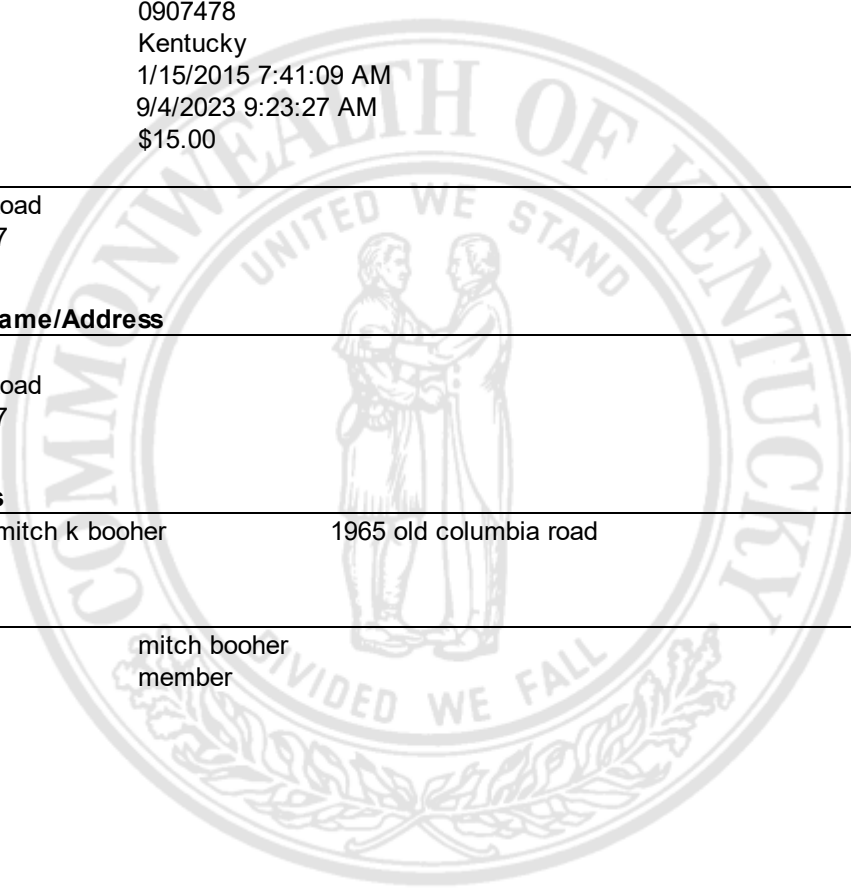 0907478
Kentucky
1/15/2015 7:41:09 AM
9/4/2023 9:23:27 AM
$15.00
oad
7
ame/Address
oad
7
s
mitch k booher 1965 old columbia road
mitch booher
member
COMMONWEALTH OF KENTUCKY
UNITED WE STAND
DIVIDED WE FALL